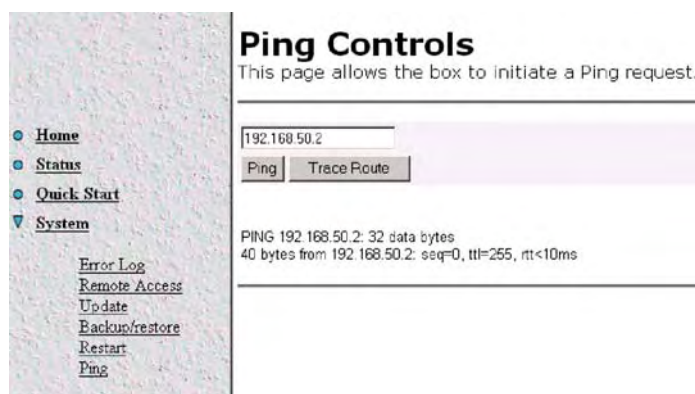 Ping Controls
This page allows the box to initiate a Ping request.
Home
Status
Quick Start
System
Error Log
Remote Access
Update
Backup/restore
Restart
Ping
192.168.50.2
Ping
Trace Route
PING 192.168.50.2: 32 data bytes
40 bytes from 192.168.50.2: seq=0, ttl=255, rtt<10ms